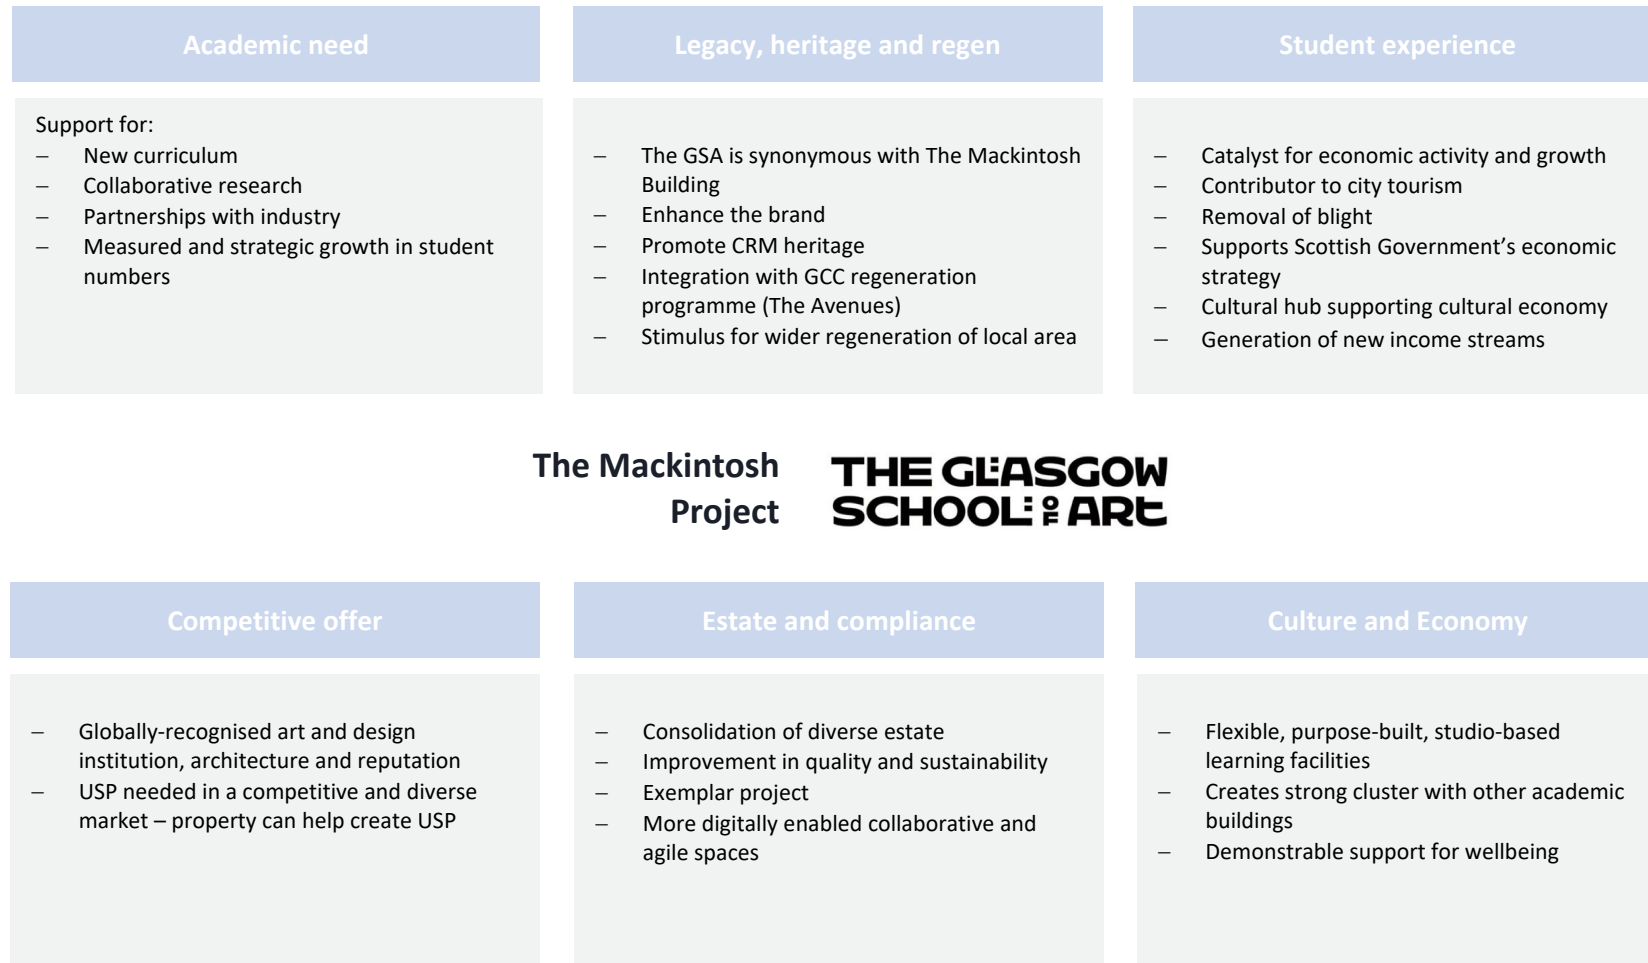 Academic need
Support for:
– New curriculum
– Collaborative research
– Partnerships with industry
– Measured and strategic growth in student
numbers
Legacy, heritage and regen
– The GSA is synonymous with The Mackintosh
Building
– Enhance the brand
– Promote CRM heritage
– Integration with GCC regeneration
programme (The Avenues)
– Stimulus for wider regeneration of local area
Student experience
– Catalyst for economic activity and growth
– Contributor to city tourism
– Removal of blight
– Supports Scottish Government’s economic
strategy
– Cultural hub supporting cultural economy
– Generation of new income streams
The Mackintosh
Project
THE GLASGOW
SCHOOL OF ART
Competitive offer
– Globally-recognised art and design
institution, architecture and reputation
– USP needed in a competitive and diverse
market – property can help create USP
Estate and compliance
– Consolidation of diverse estate
– Improvement in quality and sustainability
– Exemplar project
– More digitally enabled collaborative and
agile spaces
Culture and Economy
– Flexible, purpose-built, studio-based
learning facilities
– Creates strong cluster with other academic
buildings
– Demonstrable support for wellbeing